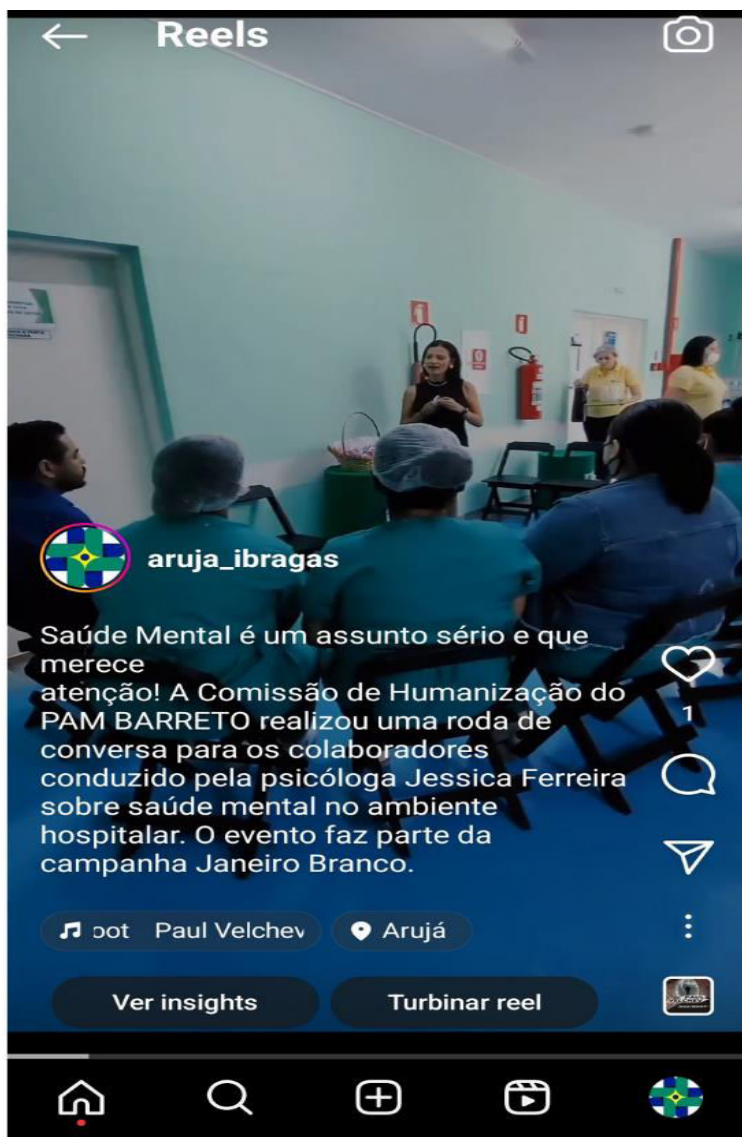 Reels
aruja_ibragas
Saúde Mental é um assunto sério e que
merece
atenção! A Comissão de Humanização do
PAM BARRETO realizou uma roda de
conversa para os colaboradores
conduzido pela psicóloga Jessica Ferreira
sobre saúde mental no ambiente
hospitalar. O evento faz parte da
campanha Janeiro Branco.
1
oot Paul Velchev
Arujá
Ver insights
Turbinar reel